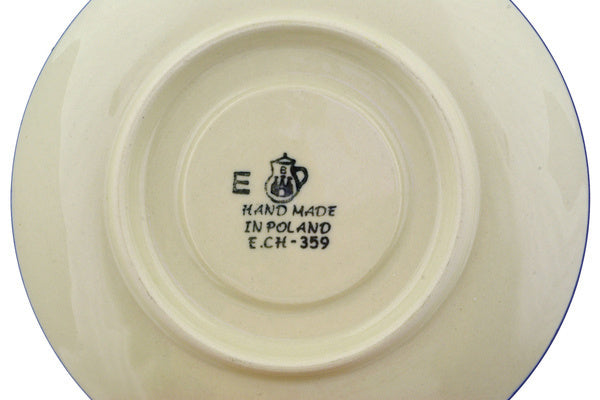 E
B
HAND MADE
IN POLAND
E.CH-359